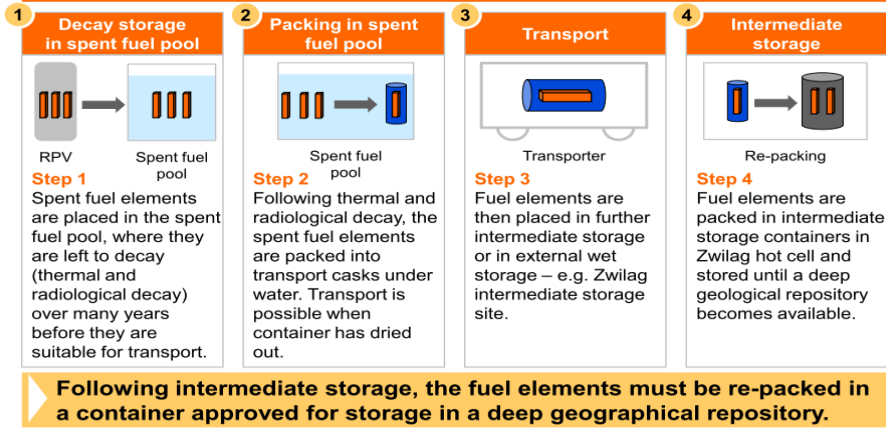 1
Decay storage
in spent fuel pool
RPV
Spent fuel
pool
Step 1
Spent fuel elements
are placed in the spent
fuel pool, where they
are left to decay
(thermal and
radiological decay)
over many years
before they are
suitable for transport.
2
Packing in spent
fuel pool
Spent fuel
pool
Step 2
Following thermal and
radiological decay, the
spent fuel elements
are packed into
transport casks under
water. Transport is
possible when
container has dried
out.
3
Transport
Transporter
Step 3
Fuel elements are
then placed in further
intermediate storage
or in external wet
storage – e.g. Zwilag
intermediate storage
site.
4
Intermediate
storage
Re-packing
Step 4
Fuel elements are
packed in intermediate
storage containers in
Zwilag hot cell and
stored until a deep
geological repository
becomes available.
Following intermediate storage, the fuel elements must be re-packed in
a container approved for storage in a deep geographical repository.